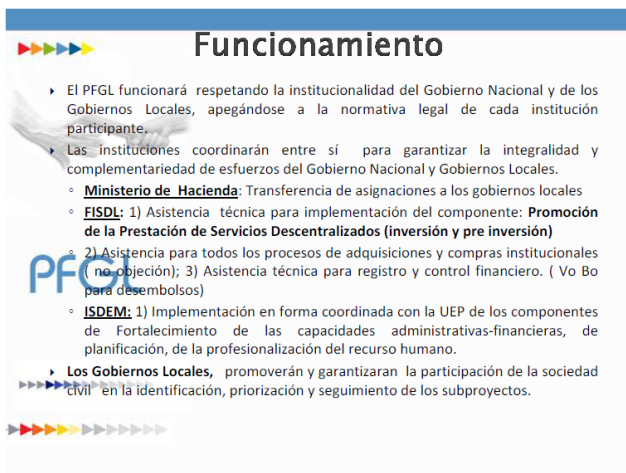 Funcionamiento
El PFGL funcionará respetando la institucionalidad del Gobierno Nacional y de los
Gobiernos Locales, apegándose a la normativa legal de cada institución
participante.
Las instituciones coordinarán entre sí para garantizar la integralidad y
complementariedad de esfuerzos del Gobierno Nacional y Gobiernos Locales.
Ministerio de Hacienda: Transferencia de asignaciones a los gobiernos locales
FISDL: 1) Asistencia técnica para implementación del componente: Promoción
de la Prestación de Servicios Descentralizados (inversión y pre inversión)
2) Asistencia para todos los procesos de adquisiciones y compras institucionales
( no objeción); 3) Asistencia técnica para registro y control financiero. ( Vo Bo
para desembolsos)
PFGL
ISDEM: 1) Implementación en forma coordinada con la UEP de los componentes
de Fortalecimiento de las capacidades administrativas-financieras, de
planificación, de la profesionalización del recurso humano.
Los Gobiernos Locales, promoverán y garantizaran la participación de la sociedad
civil en la identificación, priorización y seguimiento de los subproyectos.